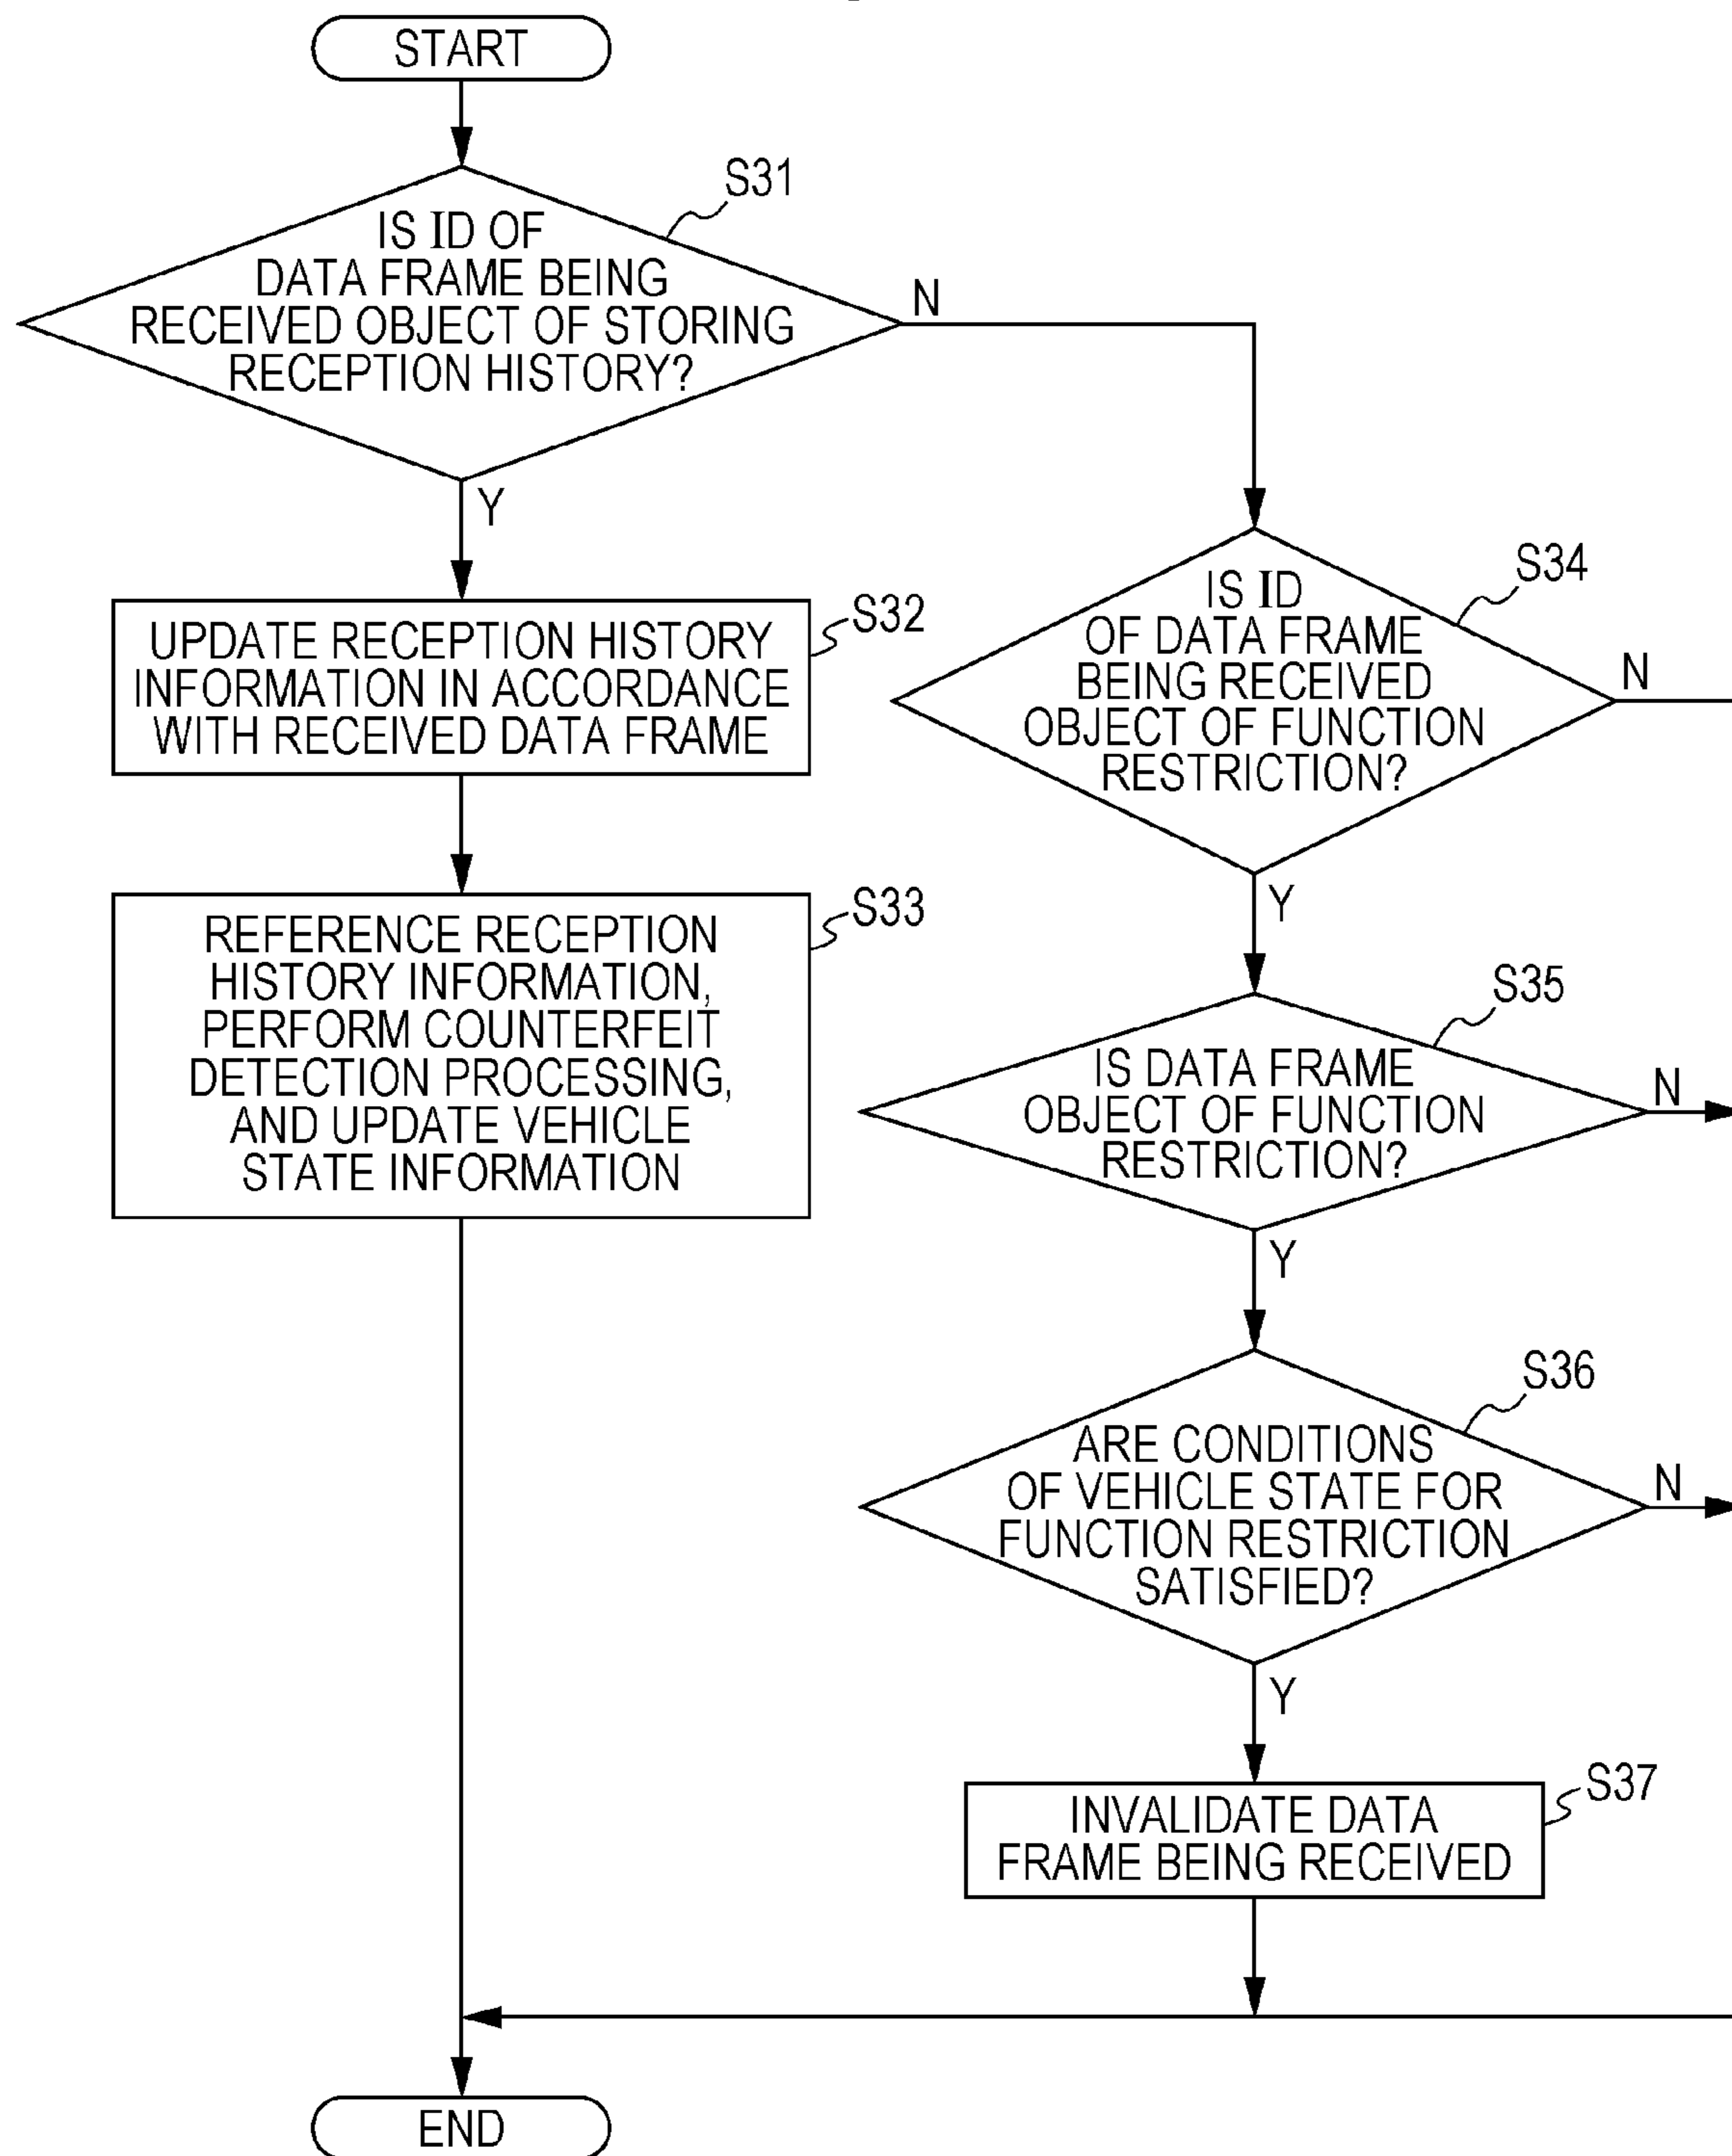 START
S31
IS ID OF
DATA FRAME BEING
RECEIVED OBJECT OF STORING
RECEPTION HISTORY?
N
Y
S32
UPDATE RECEPTION HISTORY
INFORMATION IN ACCORDANCE
WITH RECEIVED DATA FRAME
S33
REFERENCE RECEPTION
HISTORY INFORMATION,
PERFORM COUNTERFEIT
DETECTION PROCESSING,
AND UPDATE VEHICLE
STATE INFORMATION
S34
IS ID
OF DATA FRAME
BEING RECEIVED
OBJECT OF FUNCTION
RESTRICTION?
N
Y
S35
IS DATA FRAME
OBJECT OF FUNCTION
RESTRICTION?
N
Y
S36
ARE CONDITIONS
OF VEHICLE STATE FOR
FUNCTION RESTRICTION
SATISFIED?
N
Y
S37
INVALIDATE DATA
FRAME BEING RECEIVED
END